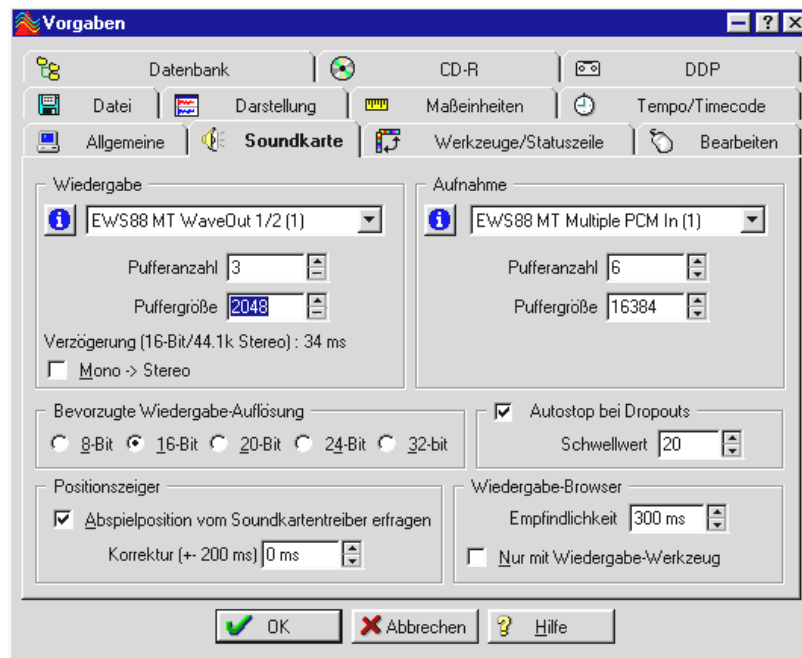 Vorgaben
Datenbank CD-R DDP
Datei Darstellung Maßeinheiten Tempo/Timecode
Allgemeine Soundkarte Werkzeuge/Statuszeile Bearbeiten
Wiedergabe Aufnahme
EWS88 MT WaveOut 1/2 (1) EWS88 MT Multiple PCM In (1)
Pufferanzahl 3 Pufferanzahl 6
Puffergröße 2048 Puffergröße 16384
Verzögerung (16-Bit/44.1k Stereo) : 34 ms
Mono -> Stereo
Bevorzugte Wiedergabe-Auflösung Autostop bei Dropouts
8-Bit 16-Bit 20-Bit 24-Bit 32-bit Schwellwert 20
Positionszeiger Wiedergabe-Browser
Abspielposition vom Soundkartentreiber erfragen Empfindlichkeit 300 ms
Korrektur (+- 200 ms) 0 ms Nur mit Wiedergabe-Werkzeug
OK Abbrechen Hilfe